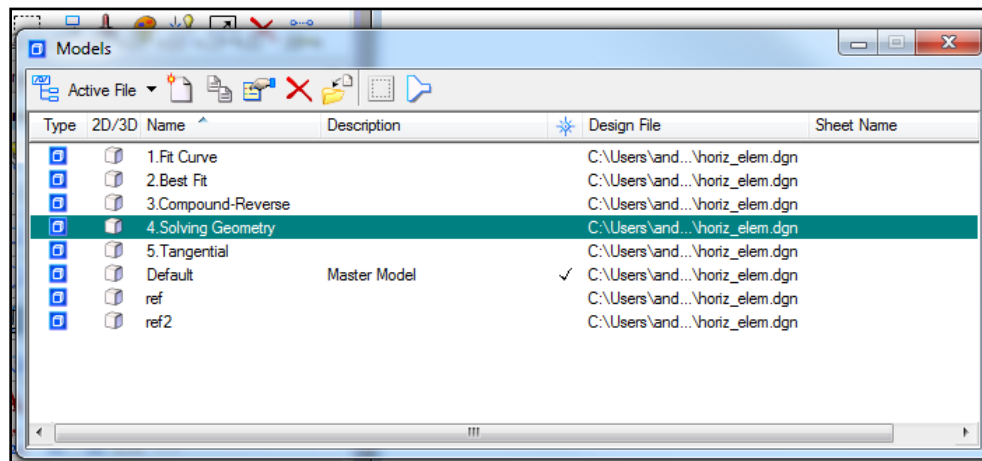 Models
Active File
Type 2D/3D Name Description Design File Sheet Name
1.Fit Curve C:\Users\and...\horiz_elem.dgn
2.Best Fit C:\Users\and...\horiz_elem.dgn
3.Compound-Reverse C:\Users\and...\horiz_elem.dgn
4.Solving Geometry C:\Users\and...\horiz_elem.dgn
5.Tangential C:\Users\and...\horiz_elem.dgn
Default Master Model C:\Users\and...\horiz_elem.dgn
ref C:\Users\and...\horiz_elem.dgn
ref2 C:\Users\and...\horiz_elem.dgn